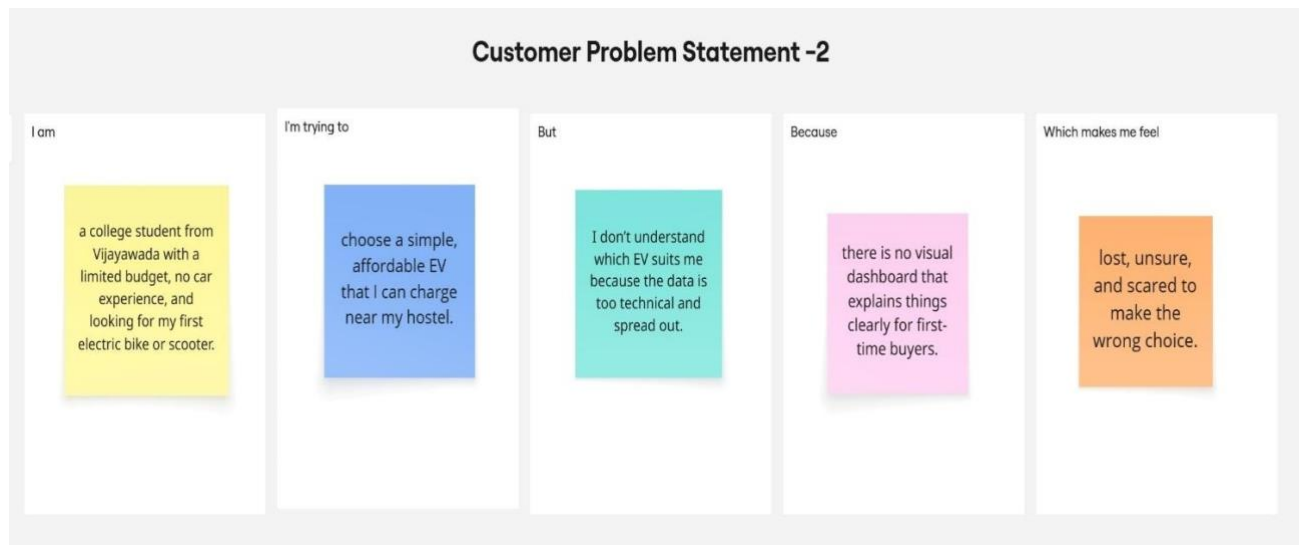 Customer Problem Statement -2
I am
a college student from
Vijayawada with a
limited budget, no car
experience, and
looking for my first
electric bike or scooter.
I'm trying to
choose a simple,
affordable EV
that I can charge
near my hostel.
But
I don't understand
which EV suits me
because the data is
too technical and
spread out.
Because
there is no visual
dashboard that
explains things
clearly for first-
time buyers.
Which makes me feel
lost, unsure,
and scared to
make the
wrong choice.